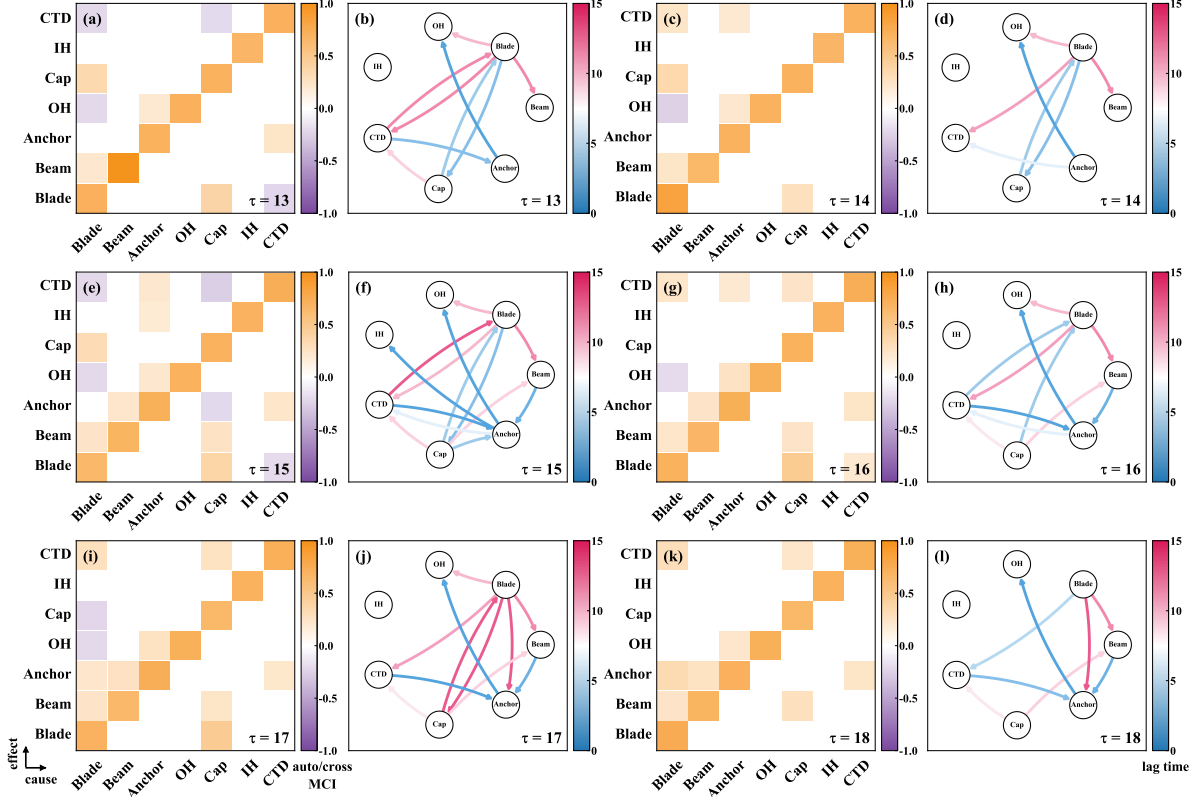 CTD
IH
Cap
OH
Anchor
Beam
Blade
(a)
τ = 13
Blade
Beam
Anchor
OH
Cap
IH
CTD
1.0
0.5
0.0
-0.5
-1.0
(b)
OH
Blade
IH
Beam
CTD
Anchor
Cap
τ = 13
15
10
5
0
CTD
IH
Cap
OH
Anchor
Beam
Blade
(c)
τ = 14
Blade
Beam
Anchor
OH
Cap
IH
CTD
1.0
0.5
0.0
-0.5
-1.0
(d)
OH
Blade
IH
Beam
CTD
Anchor
Cap
τ = 14
15
10
5
0
CTD
IH
Cap
OH
Anchor
Beam
Blade
(e)
τ = 15
Blade
Beam
Anchor
OH
Cap
IH
CTD
1.0
0.5
0.0
-0.5
-1.0
(f)
OH
Blade
IH
Beam
CTD
Anchor
Cap
τ = 15
15
10
5
0
CTD
IH
Cap
OH
Anchor
Beam
Blade
(g)
τ = 16
Blade
Beam
Anchor
OH
Cap
IH
CTD
1.0
0.5
0.0
-0.5
-1.0
(h)
OH
Blade
IH
Beam
CTD
Anchor
Cap
τ = 16
15
10
5
0
CTD
IH
Cap
OH
Anchor
Beam
Blade
(i)
τ = 17
Blade
Beam
Anchor
OH
Cap
IH
CTD
effect
cause
1.0
0.5
0.0
-0.5
-1.0
auto/cross
MCI
(j)
OH
Blade
IH
Beam
CTD
Anchor
Cap
τ = 17
15
10
5
0
CTD
IH
Cap
OH
Anchor
Beam
Blade
(k)
τ = 18
Blade
Beam
Anchor
OH
Cap
IH
CTD
1.0
0.5
0.0
-0.5
-1.0
(l)
OH
Blade
IH
Beam
CTD
Anchor
Cap
τ = 18
15
10
5
0
lag time